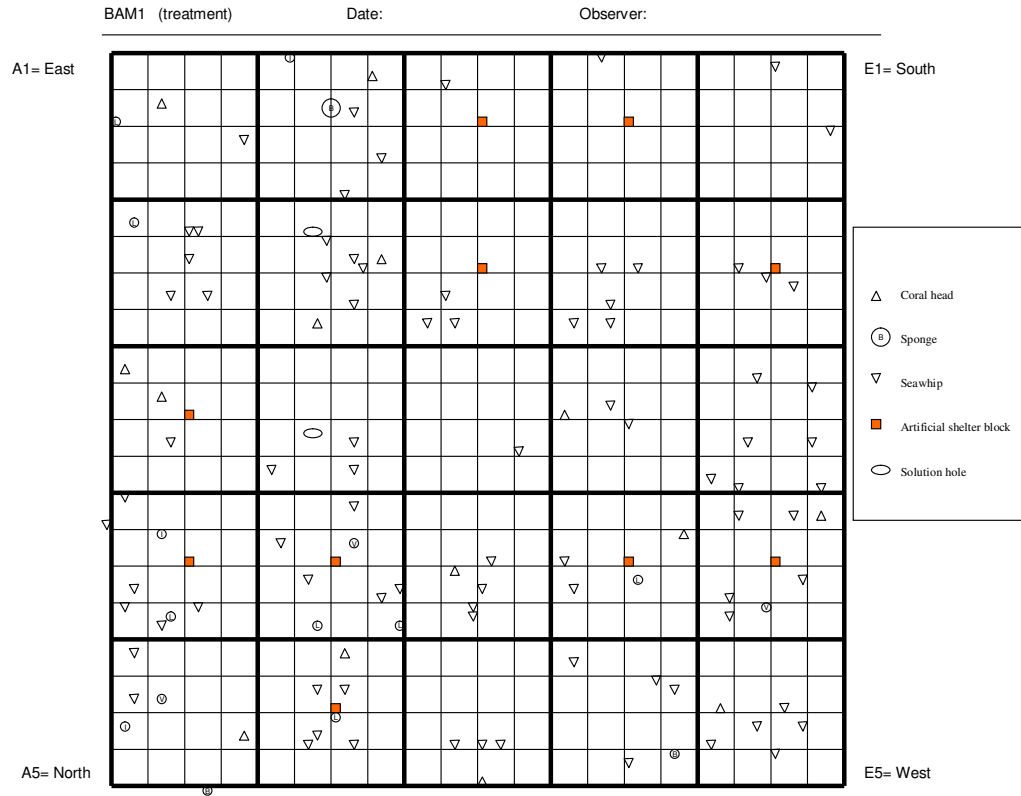 BAM1 (treatment) Date: Observer:
A1= East
E1= South
I
B
L
L
Coral head
B Sponge
Seawhip
Artificial shelter block
Solution hole
I
V
L
L
V
L
L
V
L
I
B
A5= North
E5= West
B